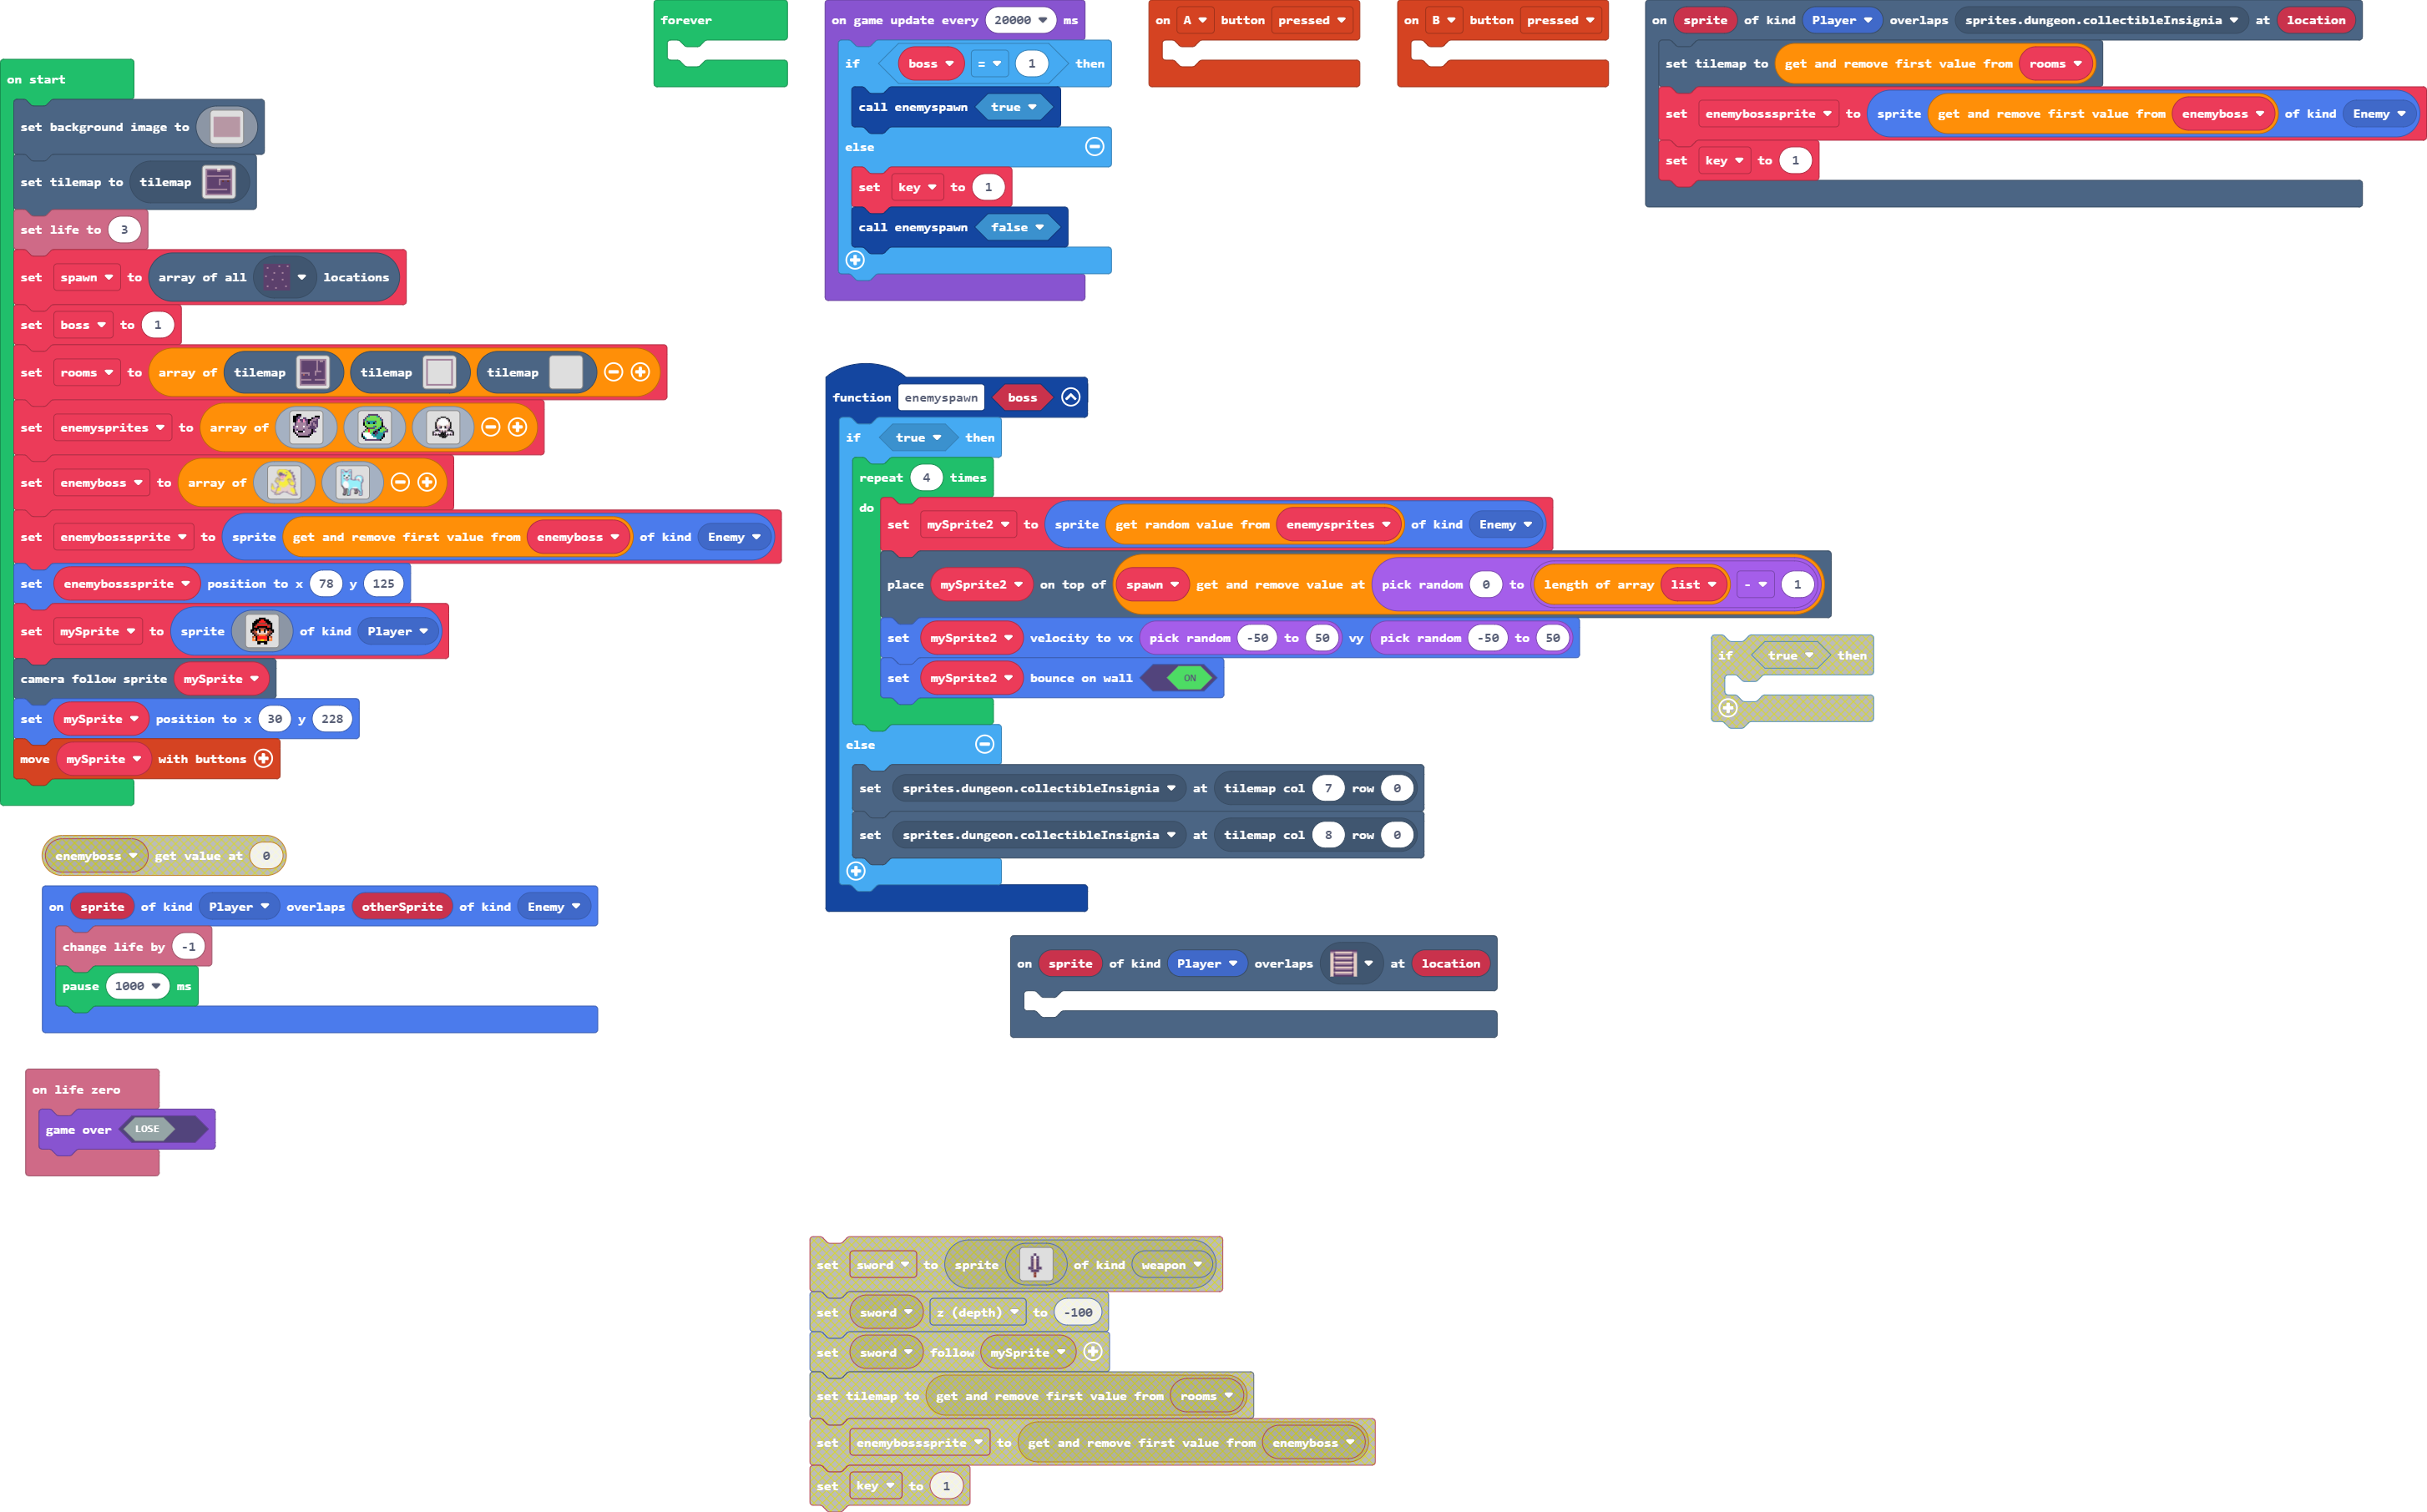 on start
set background image to
set tilemap to tilemap
set life to 3
set spawn to array of all locations
set boss to 1
set rooms to array of tilemap tilemap tilemap
set enemysprites to array of
set enemyboss to array of
set enemybosssprite to sprite get and remove first value from enemyboss of kind Enemy
set enemybosssprite position to x 78 y 125
set mySprite to sprite of kind Player
camera follow sprite mySprite
set mySprite position to x 30 y 228
move mySprite with buttons
enemyboss get value at 0
on sprite of kind Player overlaps otherSprite of kind Enemy
change life by -1
pause 1000 ms
on life zero
game over LOSE
forever
on game update every 20000 ms
if boss = 1 then
call enemyspawn true
else
set key to 1
call enemyspawn false
on A button pressed
on B button pressed
on sprite of kind Player overlaps sprites.dungeon.collectibleInsignia at location
set tilemap to get and remove first value from rooms
set enemybosssprite to sprite get and remove first value from enemyboss of kind Enemy
set key to 1
function enemyspawn boss
if true then
repeat 4 times
do
set mySprite2 to sprite get random value from enemysprites of kind Enemy
place mySprite2 on top of spawn get and remove value at pick random 0 to length of array list - 1
set mySprite2 velocity to vx pick random -50 to 50 vy pick random -50 to 50
set mySprite2 bounce on wall ON
else
set sprites.dungeon.collectibleInsignia at tilemap col 7 row 0
set sprites.dungeon.collectibleInsignia at tilemap col 8 row 0
if true then
on sprite of kind Player overlaps at location
set sword to sprite of kind weapon
set sword z (depth) to -100
set sword follow mySprite
set tilemap to get and remove first value from rooms
set enemybosssprite to get and remove first value from enemyboss
set key to 1